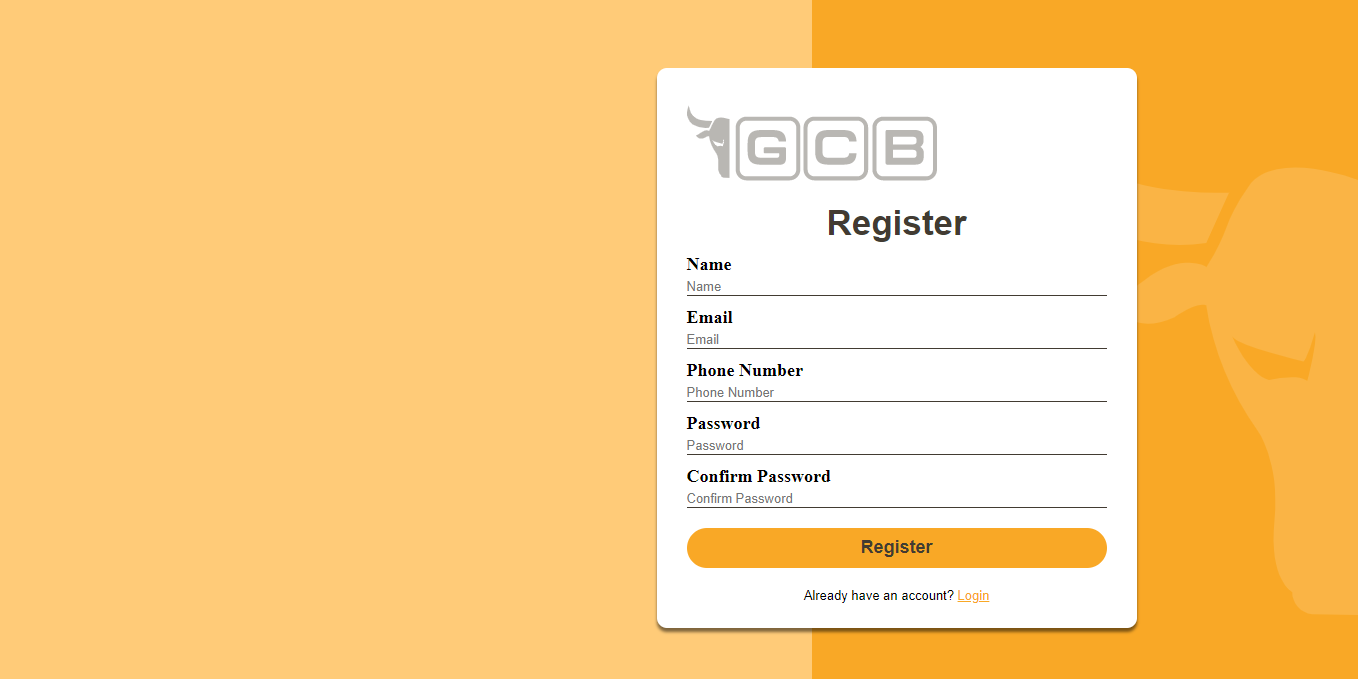 GCB
Register
Name
Name
Email
Email
Phone Number
Phone Number
Password
Password
Confirm Password
Confirm Password
Register
Already have an account? Login